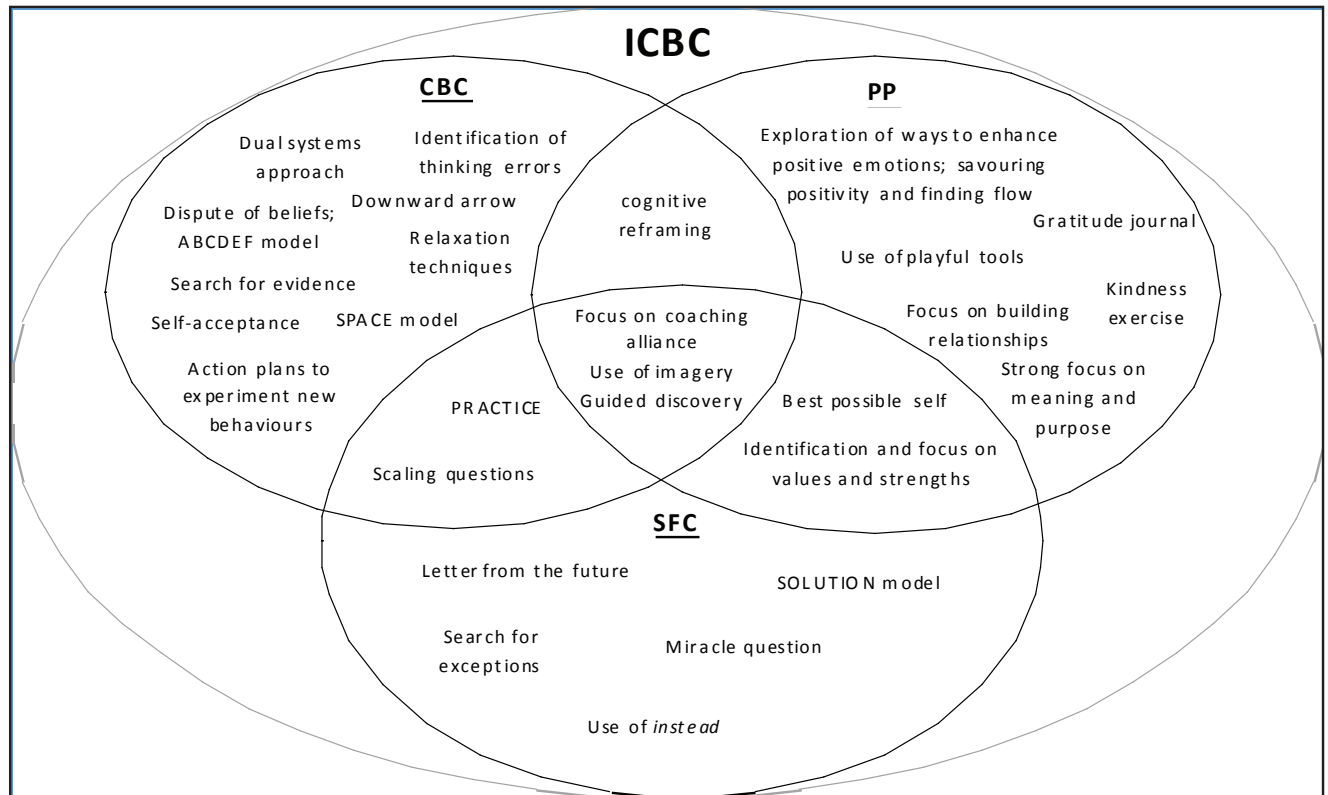 ICBC
CBC
Dual systems
approach
Identification of
thinking errors
Downward arrow
Dispute of beliefs;
ABCDEF model
Relaxation
techniques
Search for evidence
Self-acceptance
SPACE model
Action plans to
experiment new
behaviours
cognitive
reframing
PP
Exploration of ways to enhance
positive emotions; savouring
positivity and finding flow
Gratitude journal
Use of playful tools
Kindness
exercise
Focus on building
relationships
Strong focus on
meaning and
purpose
Focus on coaching
alliance
Use of imagery
Guided discovery
PRACTICE
Scaling questions
Best possible self
Identification and focus on
values and strengths
SFC
Letter from the future
SOLUTION model
Search for
exceptions
Miracle question
Use of instead